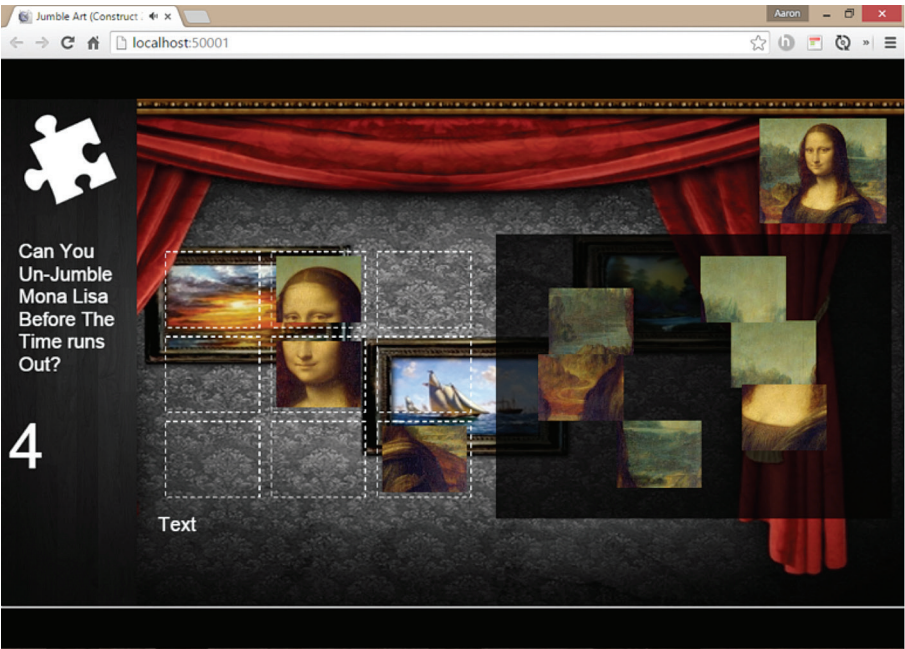 Jumble Art (Construct
Aaron
localhost:50001
Can You
Un-Jumble
Mona Lisa
Before The
Time runs
Out?
4
Text